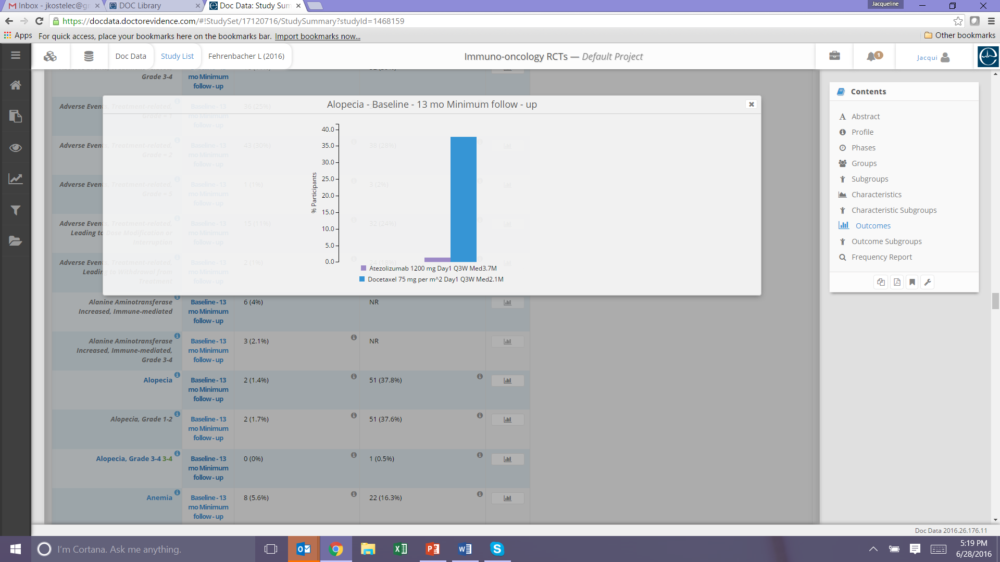 Inbox - jkostelec@g
DOC Library
Doc Data: Study Sum
Jacqueline
https://docdata.doctorevidence.com/#!StudySet/17120716/StudySummary?studyId=1468159
Apps
For quick access, place your bookmarks here on the bookmarks bar. Import bookmarks now...
Other bookmarks
Doc Data
Study List
Fehrenbacher L (2016)
Immuno-oncology RCTs — Default Project
1
Jacqui
Grade 3-4
mo Minimum
follow - up
Alopecia - Baseline - 13 mo Minimum follow - up
Adverse Events, Treatment-related,
Grade = 1
Baseline - 13
mo Minimum
follow - up
36 (25%)
Adverse Events, Treatment-related,
Grade = 2
Baseline - 13
mo Minimum
follow - up
43 (30%)
38 (28%)
Adverse Events, Treatment-related,
Grade = 5
Baseline - 13
mo Minimum
follow - up
1 (1%)
3 (2%)
Adverse Events, Treatment-related,
Leading to Dose Modification or
Interruption
Baseline - 13
mo Minimum
follow - up
15 (11%)
32 (24%)
Adverse Events, Treatment-related,
Leading to Withdrawal from
Treatment
Baseline - 13
mo Minimum
follow - up
2 (1%)
24 (18%)
% Participants
40.0
35.0
30.0
25.0
20.0
15.0
10.0
5.0
0.0
Atezolizumab 1200 mg Day1 Q3W Med3.7M
Docetaxel 75 mg per m^2 Day1 Q3W Med2.1M
Alanine Aminotransferase
Increased, Immune-mediated
Baseline - 13
mo Minimum
follow - up
6 (4%)
NR
Alanine Aminotransferase
Increased, Immune-mediated,
Grade 3-4
Baseline - 13
mo Minimum
follow - up
3 (2.1%)
NR
Alopecia
Baseline - 13
mo Minimum
follow - up
2 (1.4%)
51 (37.8%)
Alopecia, Grade 1-2
Baseline - 13
mo Minimum
follow - up
2 (1.7%)
51 (37.6%)
Alopecia, Grade 3-4 3-4
Baseline - 13
mo Minimum
follow - up
0 (0%)
1 (0.5%)
Anemia
Baseline - 13
mo Minimum
follow - up
8 (5.6%)
22 (16.3%)
Contents
Abstract
Profile
Phases
Groups
Subgroups
Characteristics
Characteristic Subgroups
Outcomes
Outcome Subgroups
Frequency Report
Doc Data 2016.26.176.11
I'm Cortana. Ask me anything.
5:19 PM
6/28/2016